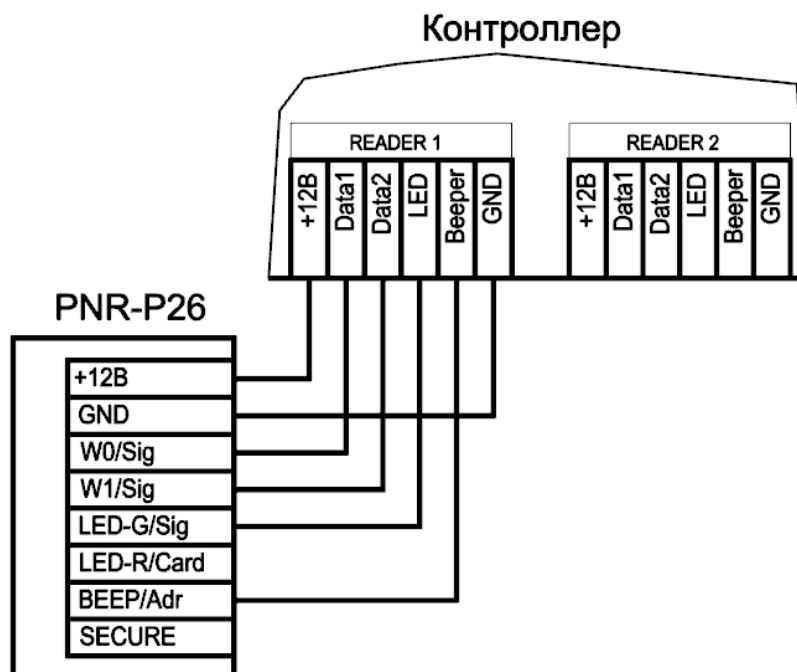 Контроллер
READER 1
READER 2
+12В
Data1
Data2
LED
Beeper
GND
+12В
Data1
Data2
LED
Beeper
GND
PNR-P26
+12В
GND
W0/Sig
W1/Sig
LED-G/Sig
LED-R/Card
BEEP/Adr
SECURE